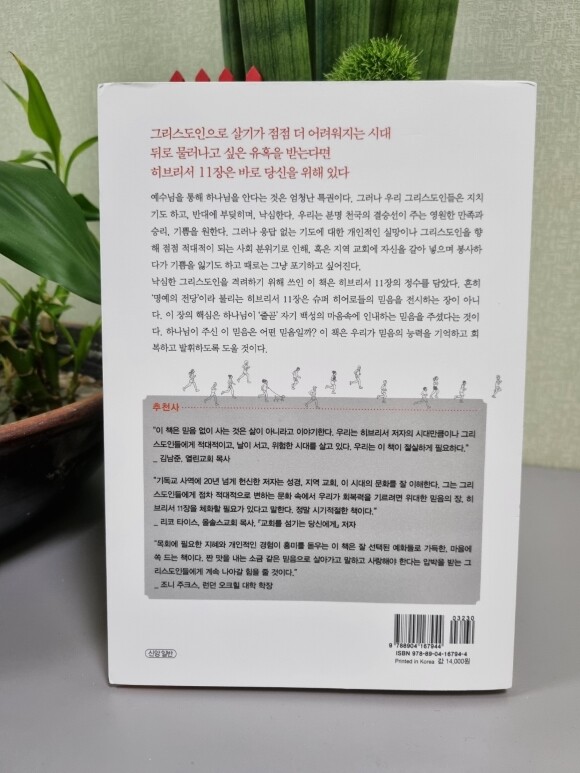 그리스도인으로 살기가 점점 더 어려워지는 시대
뒤로 물러나고 싶은 유혹을 받는다면
히브리서 11장은 바로 당신을 위해 있다
예수님을 통해 하나님을 안다는 것은 엄청난 특권이다. 그러나 우리 그리스도인들은 지치
기도 하고, 반대에 부딪히며, 낙심한다. 우리는 분명 천국의 결승선이 주는 영원한 만족과
승리, 기쁨을 원한다. 그러나 응답 없는 기도에 대한 개인적인 실망이나 그리스도인을 향
해 점점 적대적이 되는 사회 분위기로 인해, 혹은 지역 교회에 자신을 갈아 넣으며 봉사하
다가 기쁨을 잃기도 하고 때로는 그냥 포기하고 싶어진다.
낙심한 그리스도인을 격려하기 위해 쓰인 이 책은 히브리서 11장의 정수를 담았다. 흔히
'명예의 전당'이라 불리는 히브리서 11장은 슈퍼 히어로들의 믿음을 전시하는 장이 아니
다. 이 장의 핵심은 하나님이 '줄곧' 자기 백성의 마음속에 인내하는 믿음을 주셨다는 것이
다. 하나님이 주신 이 믿음은 어떤 믿음일까? 이 책은 우리가 믿음의 능력을 기억하고 회
복하고 발휘하도록 도울 것이다.
추천사
"이 책은 믿음 없이 사는 것은 삶이 아니라고 이야기한다. 우리는 히브리서 저자의 시대만큼이나 그리
스도인들에게 적대적이고, 날이 서고, 위험한 시대를 살고 있다. 우리는 이 책이 절실하게 필요하다."
_ 김남준, 열린교회 목사
"기독교 사역에 20년 넘게 헌신한 저자는 성경, 지역 교회, 이 시대의 문화를 잘 이해한다. 그는 그리
스도인들에게 점차 적대적으로 변하는 문화 속에서 우리가 회복력을 기르려면 위대한 믿음의 장, 히
브리서 11장을 체화할 필요가 있다고 말한다. 정말 시기적절한 책이다."
_ 리코 타이스, 올솔스교회 목사, 『교회를 섬기는 당신에게』 저자
"목회에 필요한 지혜와 개인적인 경험이 흥미를 돋우는 이 책은 잘 선택된 예화들로 가득한, 마음에
쏙 드는 책이다. 짠 맛을 내는 소금 같은 믿음으로 살아가고 말하고 사랑해야 한다는 압박을 받는 그
리스도인들에게 계속 나아갈 힘을 줄 것이다."
_ 조니 주크스, 런던 오크힐 대학 학장
03230
9 788904 167944
ISBN 978-89-04-16794-4
신앙일반
Printed in Korea 값 14,000원